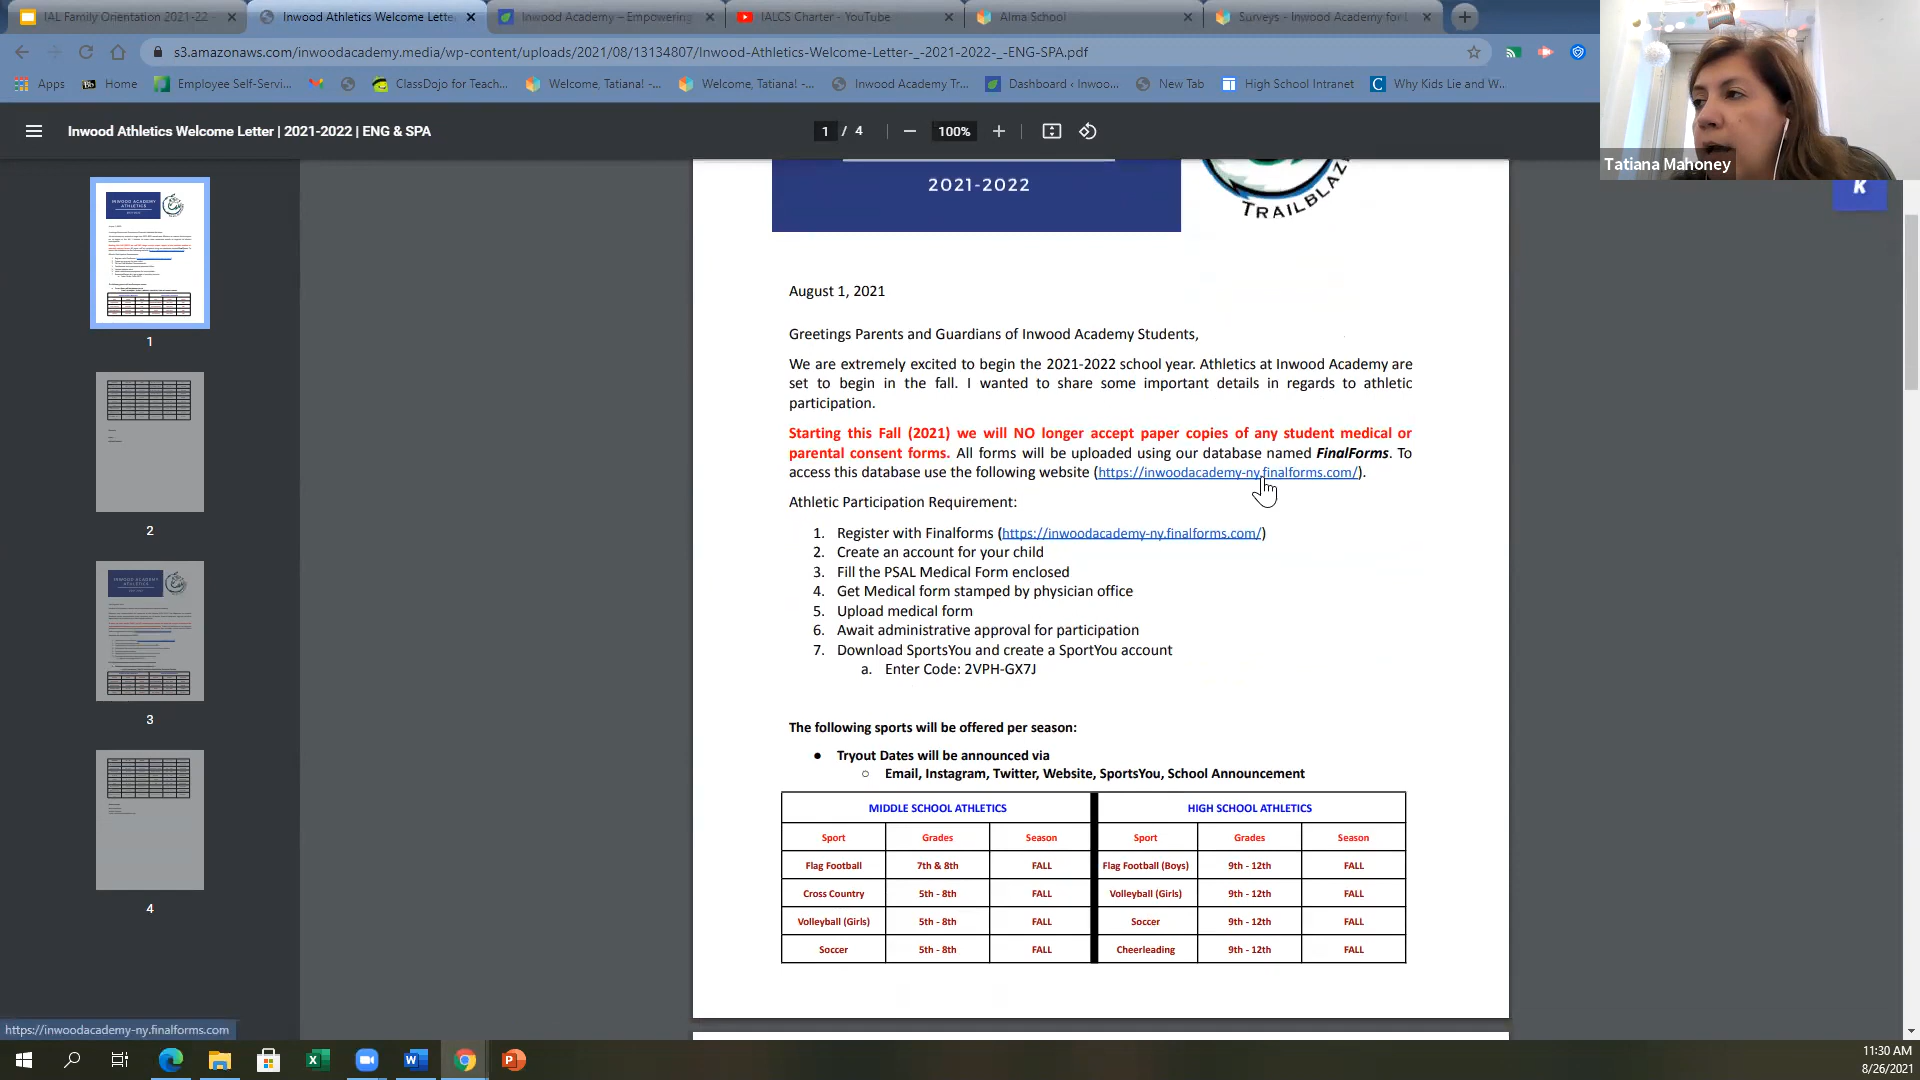 IAL Family Orientation 2021-22 -
Inwood Athletics Welcome Lette
Inwood Academy – Empowering
IALCS Charter - YouTube
Alma School
Surveys - Inwood Academy for L
s3.amazonaws.com/inwoodacademy.media/wp-content/uploads/2021/08/13134807/Inwood-Athletics-Welcome-Letter-_-2021-2022-_-ENG-SPA.pdf
Apps
Home
Employee Self-Servi...
ClassDojo for Teach...
Welcome, Tatiana! -...
Welcome, Tatiana! -...
Inwood Academy Tr...
Dashboard ‹ Inwoo...
New Tab
High School Intranet
Why Kids Lie and W...
Tatiana Mahoney
K
Inwood Athletics Welcome Letter | 2021-2022 | ENG & SPA
1 / 4
100%
2021-2022
TRAILBLAZ
August 1, 2021
Greetings Parents and Guardians of Inwood Academy Students,
We are extremely excited to begin the 2021-2022 school year. Athletics at Inwood Academy are
set to begin in the fall. I wanted to share some important details in regards to athletic
participation.
Starting this Fall (2021) we will NO longer accept paper copies of any student medical or
parental consent forms. All forms will be uploaded using our database named FinalForms. To
access this database use the following website (https://inwoodacademy-ny.finalforms.com/).
Athletic Participation Requirement:
1. Register with Finalforms (https://inwoodacademy-ny.finalforms.com/)
2. Create an account for your child
3. Fill the PSAL Medical Form enclosed
4. Get Medical form stamped by physician office
5. Upload medical form
6. Await administrative approval for participation
7. Download SportsYou and create a SportYou account
a. Enter Code: 2VPH-GX7J
The following sports will be offered per season:
● Tryout Dates will be announced via
○ Email, Instagram, Twitter, Website, SportsYou, School Announcement
MIDDLE SCHOOL ATHLETICS HIGH SCHOOL ATHLETICS
Sport Grades Season Sport Grades Season
Flag Football 7th & 8th FALL Flag Football (Boys) 9th - 12th FALL
Cross Country 5th - 8th FALL Volleyball (Girls) 9th - 12th FALL
Volleyball (Girls) 5th - 8th FALL Soccer 9th - 12th FALL
Soccer 5th - 8th FALL Cheerleading 9th - 12th FALL
INWOOD ACADEMY
ATHLETICS
1
2
INWOOD ACADEMY
ATHLETICS
3
4
https://inwoodacademy-ny.finalforms.com
11:30 AM
8/26/2021